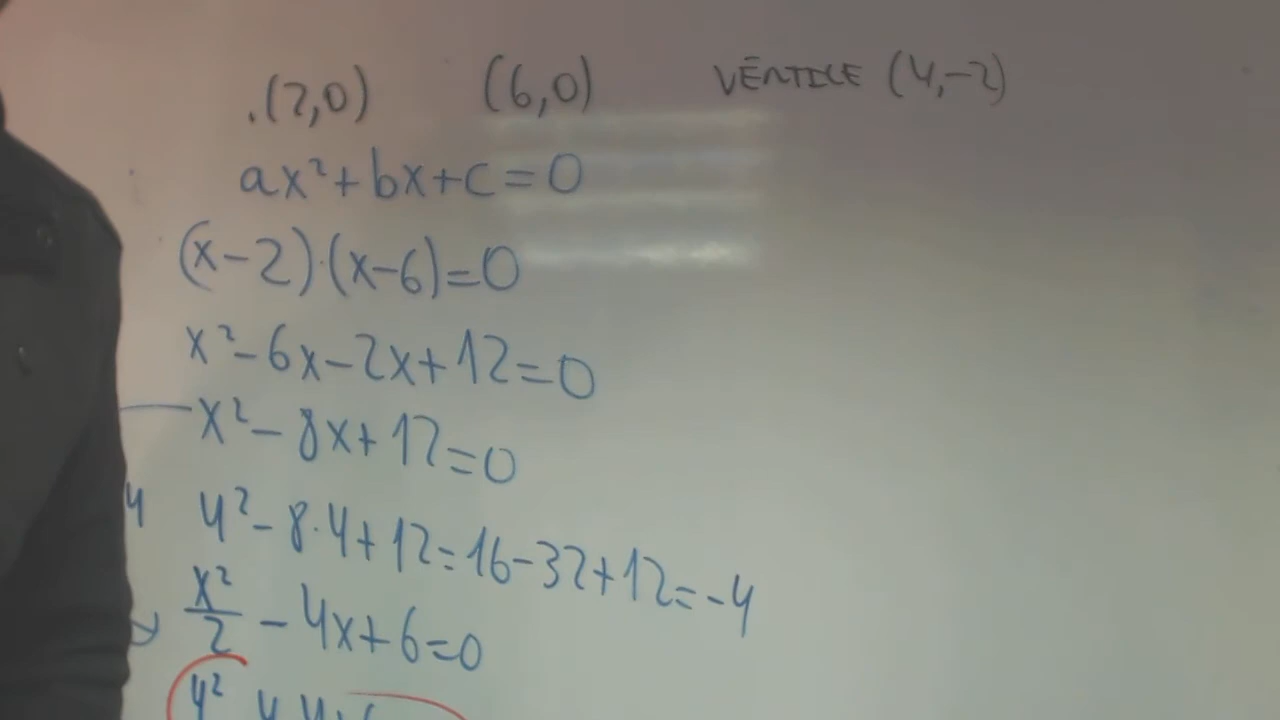 (2,0) (6,0) VÉRTICE (4,-2)
ax²+bx+c=0
(x-2)·(x-6)=0
x²-6x-2x+12=0
x²-8x+12=0
4 4²-8·4+12=16-32+12=-4
x²/2 -4x+6=0
4²